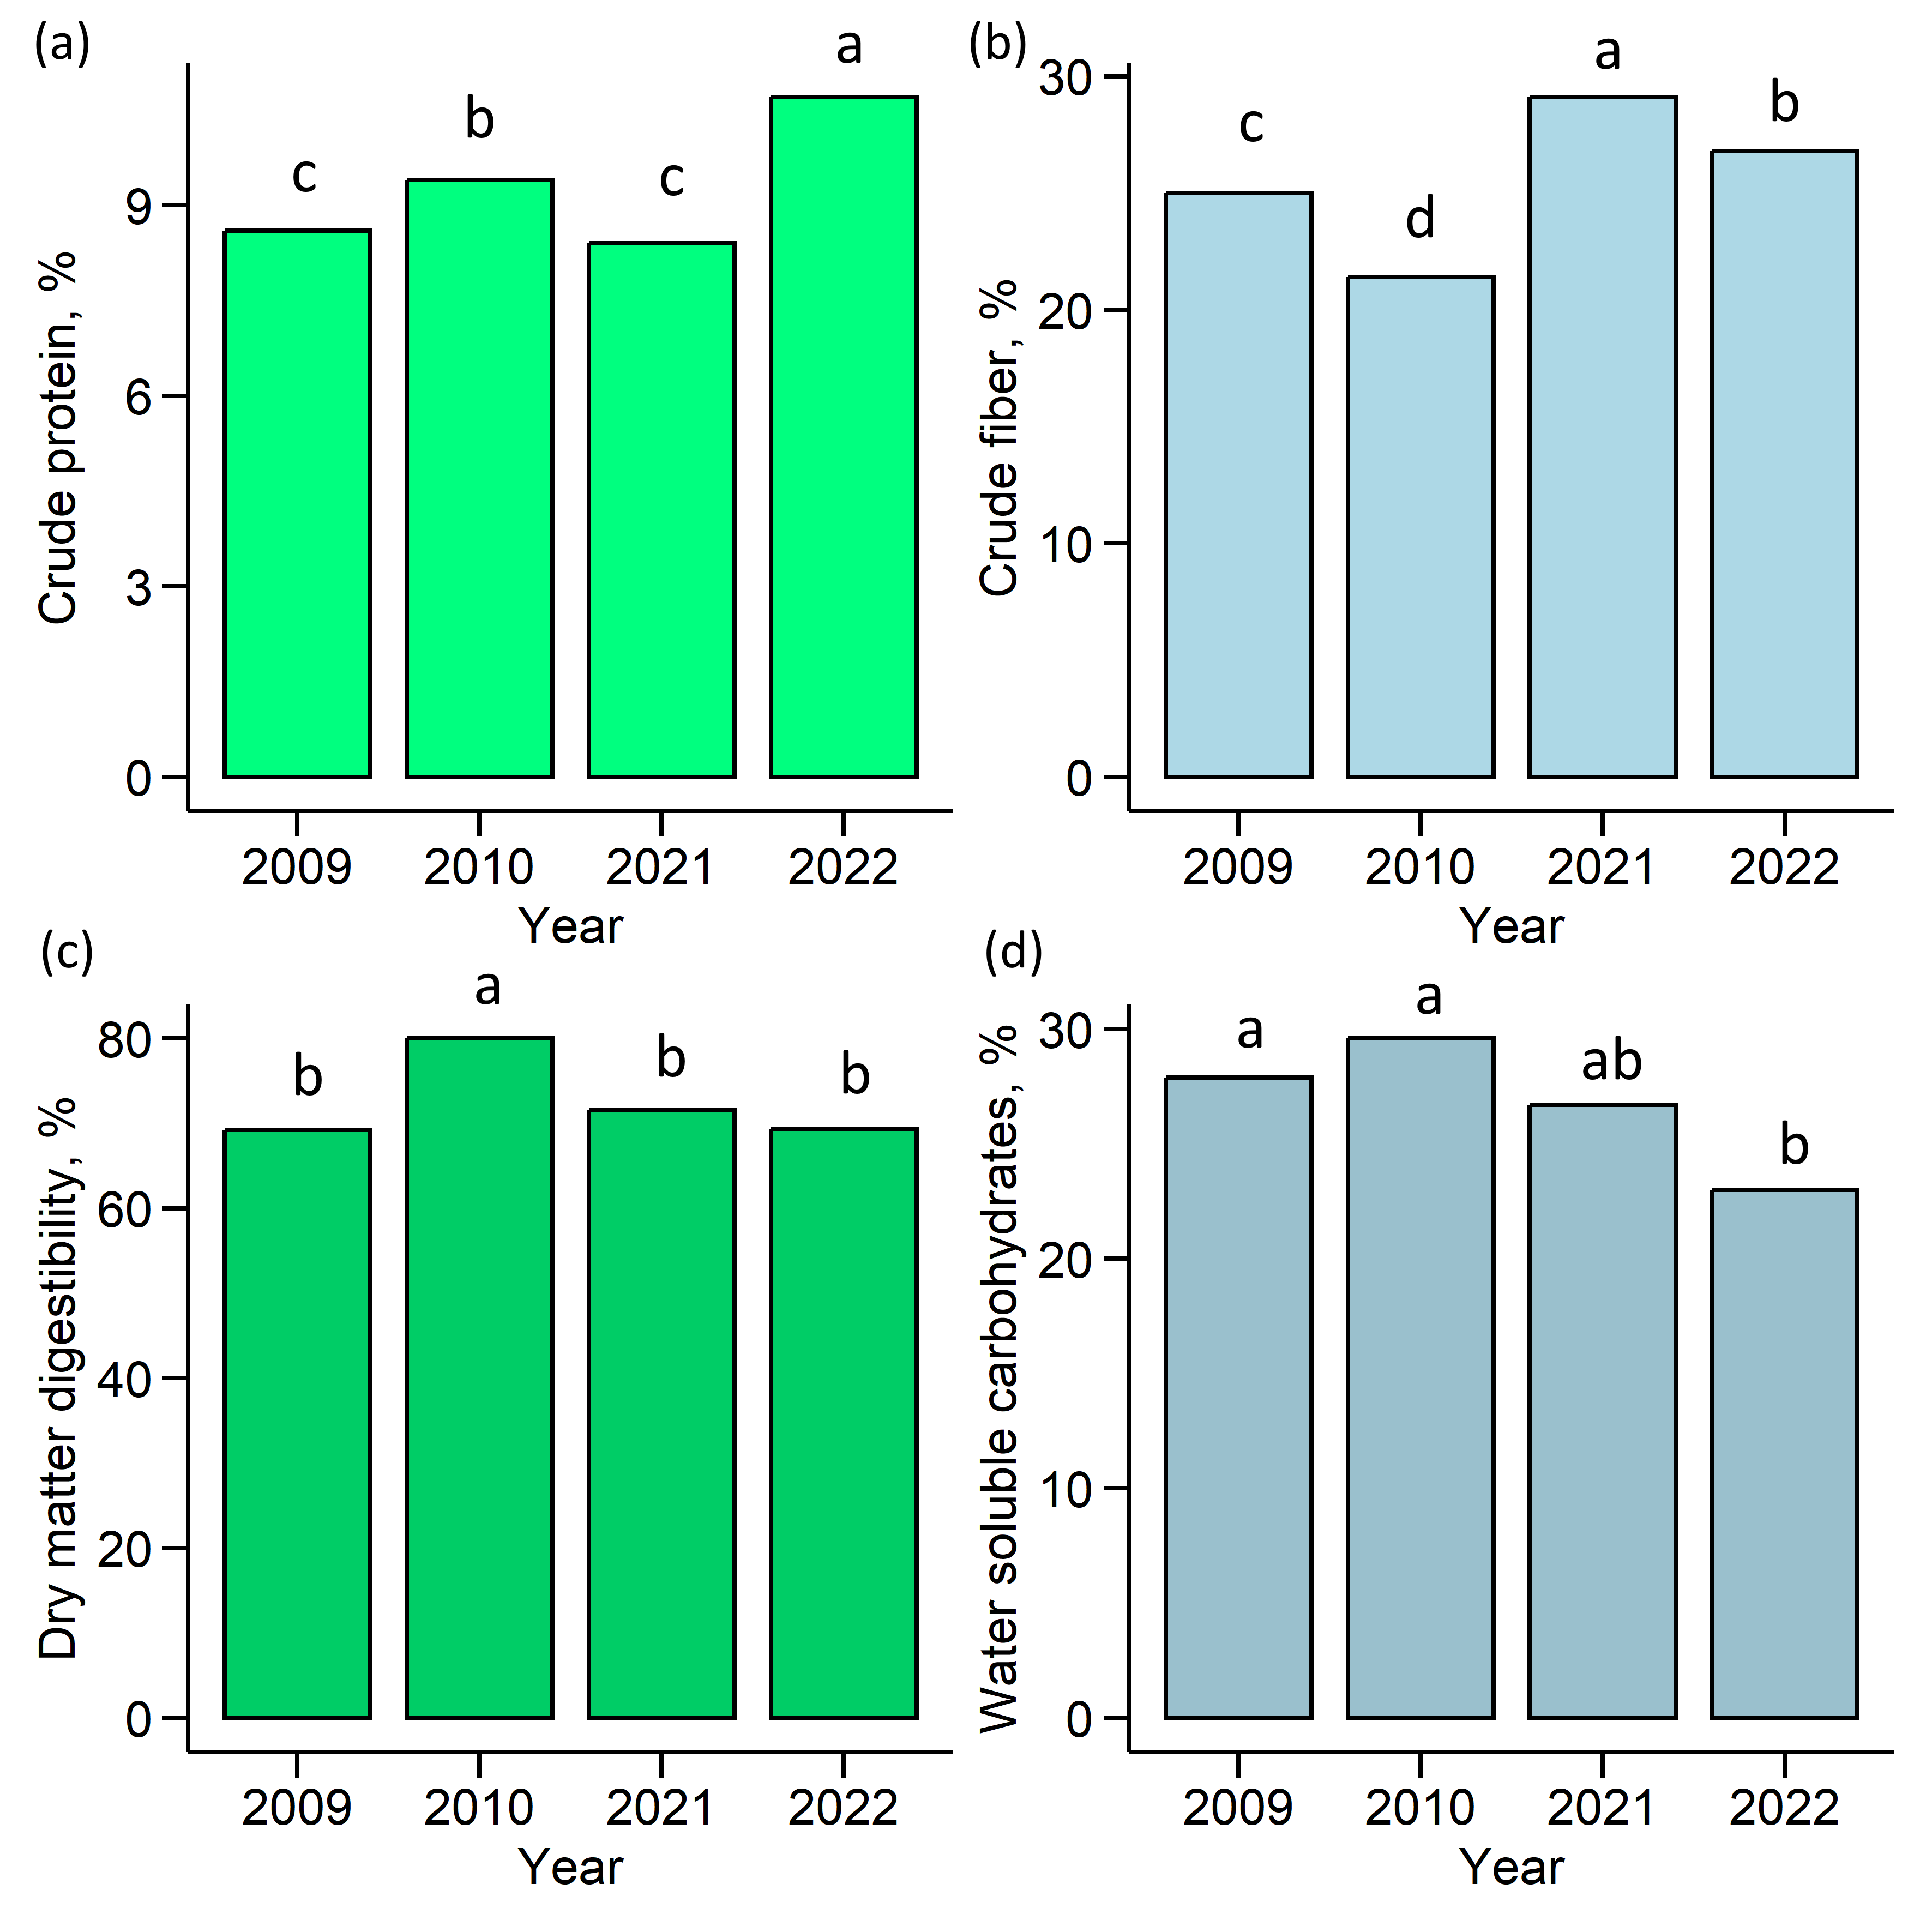 (a)
a
b
c
c
9
6
3
0
Crude protein, %
2009 2010 2021 2022
Year
(b)
a
b
c
d
30
20
10
0
Crude fiber, %
2009 2010 2021 2022
Year
(c)
a
b
b
b
80
60
40
20
0
Dry matter digestibility, %
2009 2010 2021 2022
Year
(d)
a
a
ab
b
30
20
10
0
Water soluble carbohydrates, %
2009 2010 2021 2022
Year